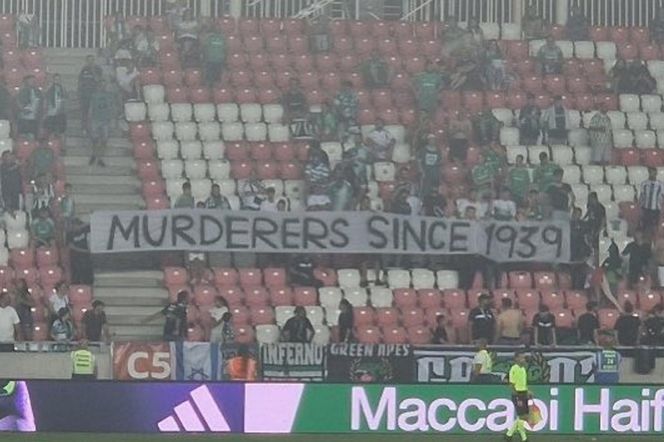 MURDERERS SINCE 1939
C5
INFERNO
GREEN APES
Maccabi Haif